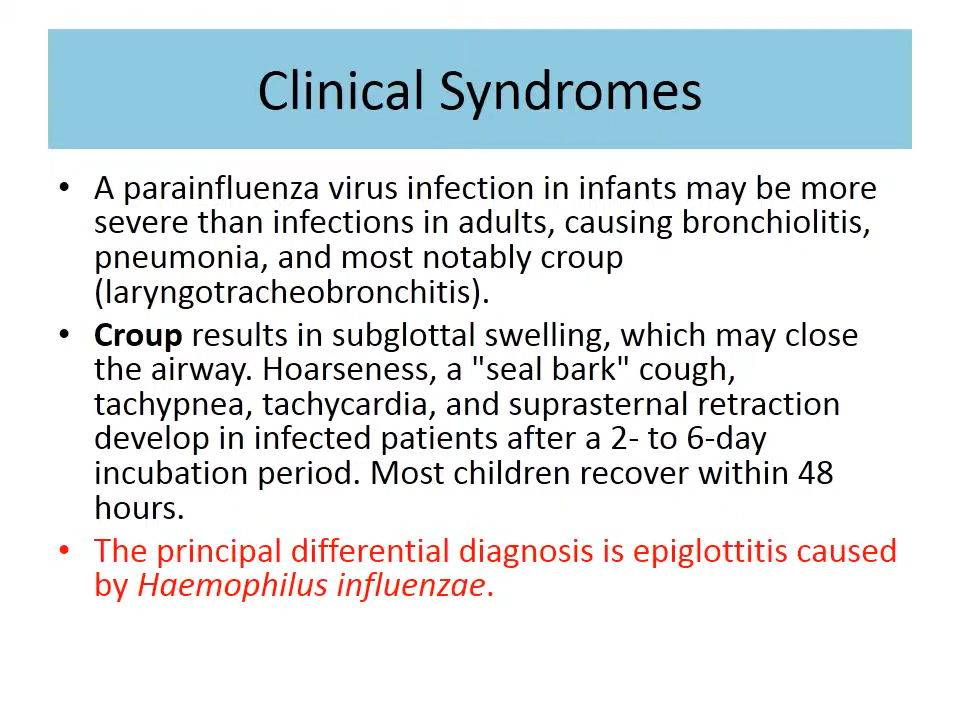 Clinical Syndromes
• A parainfluenza virus infection in infants may be more
severe than infections in adults, causing bronchiolitis,
pneumonia, and most notably croup
(laryngotracheobronchitis).
• Croup results in subglottal swelling, which may close
the airway. Hoarseness, a "seal bark" cough,
tachypnea, tachycardia, and suprasternal retraction
develop in infected patients after a 2- to 6-day
incubation period. Most children recover within 48
hours.
• The principal differential diagnosis is epiglottitis caused
by Haemophilus influenzae.